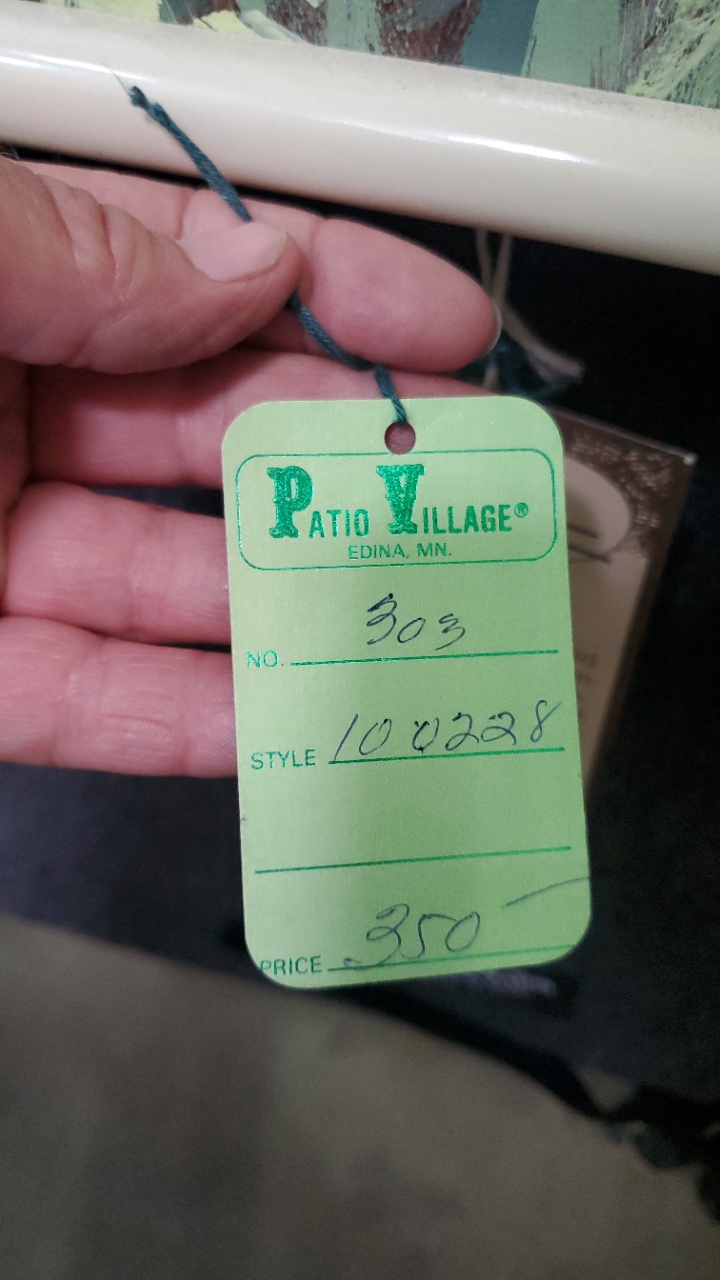 PATIO VILLAGE®
EDINA, MN.
NO. 303
STYLE 100228
PRICE 350 —